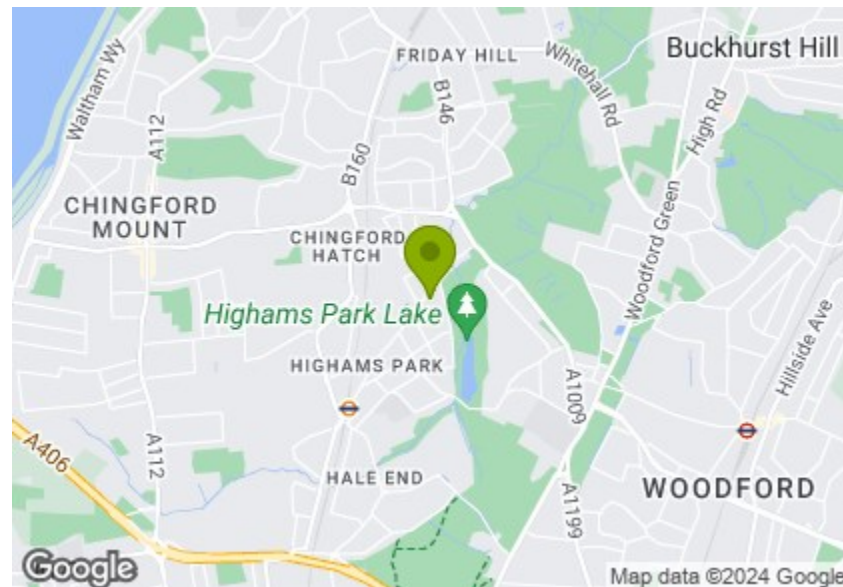 FRIDAY HILL
Buckhurst Hill
Whitehall Rd
Waltham Wy
A112
B146
B160
High Rd
CHINGFORD
MOUNT
CHINGFORD
HATCH
Woodford Green
Highams Park Lake
HIGHAMS PARK
Hillside Ave
A1009
A406
A112
HALE END
A1199
WOODFORD
Google
Map data ©2024 Google